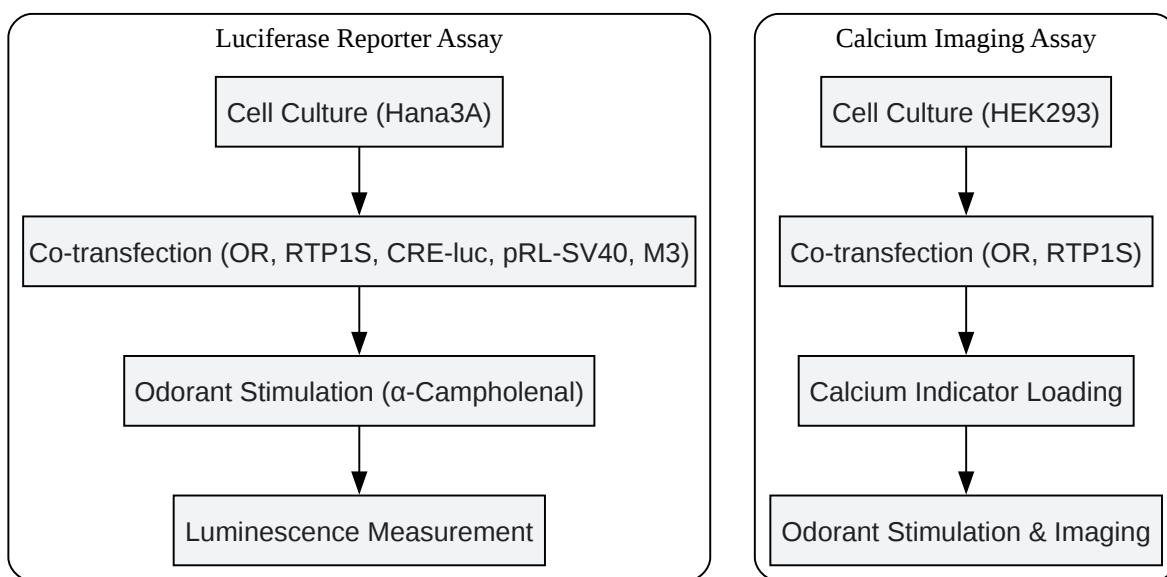 Luciferase Reporter Assay
Cell Culture (Hana3A)
Co-transfection (OR, RTP1S, CRE-luc, pRL-SV40, M3)
Odorant Stimulation (α-Campholenal)
Luminescence Measurement
Calcium Imaging Assay
Cell Culture (HEK293)
Co-transfection (OR, RTP1S)
Calcium Indicator Loading
Odorant Stimulation & Imaging